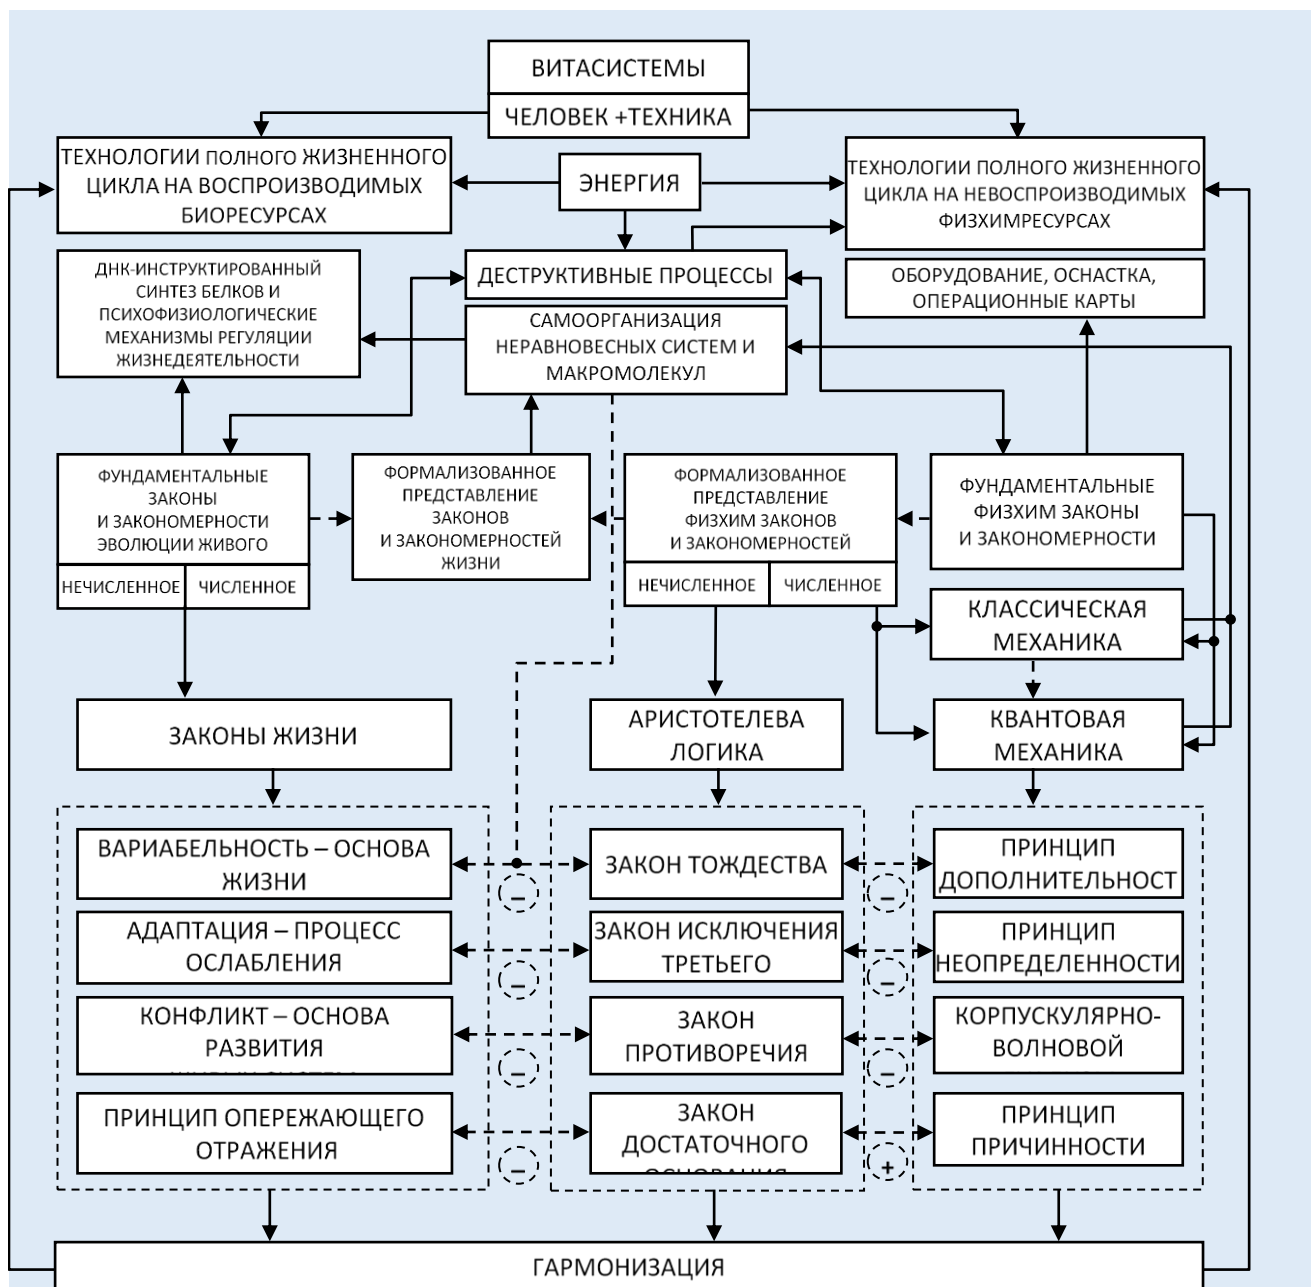 ВИТАСИСТЕМЫ
ЧЕЛОВЕК +ТЕХНИКА
ТЕХНОЛОГИИ ПОЛНОГО ЖИЗНЕННОГО
ЦИКЛА НА ВОСПРОИЗВОДИМЫХ
БИОРЕСУРСАХ
ЭНЕРГИЯ
ТЕХНОЛОГИИ ПОЛНОГО ЖИЗНЕННОГО
ЦИКЛА НА НЕВОСПРОИЗВОДИМЫХ
ФИЗХИМРЕСУРСАХ
ДНК-ИНСТРУКТИРОВАННЫЙ
СИНТЕЗ БЕЛКОВ И
ПСИХОФИЗИОЛОГИЧЕСКИЕ
МЕХАНИЗМЫ РЕГУЛЯЦИИ
ЖИЗНЕДЕЯТЕЛЬНОСТИ
ДЕСТРУКТИВНЫЕ ПРОЦЕССЫ
САМООРГАНИЗАЦИЯ
НЕРАВНОВЕСНЫХ СИСТЕМ И
МАКРОМОЛЕКУЛ
ОБОРУДОВАНИЕ, ОСНАСТКА,
ОПЕРАЦИОННЫЕ КАРТЫ
ФУНДАМЕНТАЛЬНЫЕ
ЗАКОНЫ
И ЗАКОНОМЕРНОСТИ
ЭВОЛЮЦИИ ЖИВОГО
НЕЧИСЛЕННОЕ
ЧИСЛЕННОЕ
ФОРМАЛИЗОВАННОЕ
ПРЕДСТАВЛЕНИЕ
ЗАКОНОВ
И ЗАКОНОМЕРНОСТЕЙ
ЖИЗНИ
ФОРМАЛИЗОВАННОЕ
ПРЕДСТАВЛЕНИЕ
ФИЗХИМ ЗАКОНОВ
И ЗАКОНОМЕРНОСТЕЙ
НЕЧИСЛЕННОЕ
ЧИСЛЕННОЕ
ФУНДАМЕНТАЛЬНЫЕ
ФИЗХИМ ЗАКОНЫ
И ЗАКОНОМЕРНОСТИ
КЛАССИЧЕСКАЯ
МЕХАНИКА
ЗАКОНЫ ЖИЗНИ
АРИСТОТЕЛЕВА
ЛОГИКА
КВАНТОВАЯ
МЕХАНИКА
ВАРИАБЕЛЬНОСТЬ – ОСНОВА
ЖИЗНИ
–
ЗАКОН ТОЖДЕСТВА
–
ПРИНЦИП
ДОПОЛНИТЕЛЬНОСТ
АДАПТАЦИЯ – ПРОЦЕСС
ОСЛАБЛЕНИЯ
–
ЗАКОН ИСКЛЮЧЕНИЯ
ТРЕТЬЕГО
–
ПРИНЦИП
НЕОПРЕДЕЛЕННОСТИ
КОНФЛИКТ – ОСНОВА
РАЗВИТИЯ
–
ЗАКОН
ПРОТИВОРЕЧИЯ
–
КОРПУСКУЛЯРНО-
ВОЛНОВОЙ
ПРИНЦИП ОПЕРЕЖАЮЩЕГО
ОТРАЖЕНИЯ
–
ЗАКОН
ДОСТАТОЧНОГО
+
ПРИНЦИП
ПРИЧИННОСТИ
ГАРМОНИЗАЦИЯ